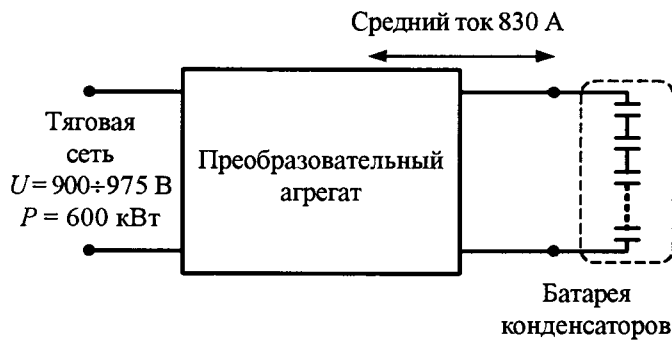 Средний ток 830 А
Тяговая
сеть
U = 900÷975 В
P = 600 кВт
Преобразовательный
агрегат
Батарея
конденсаторов